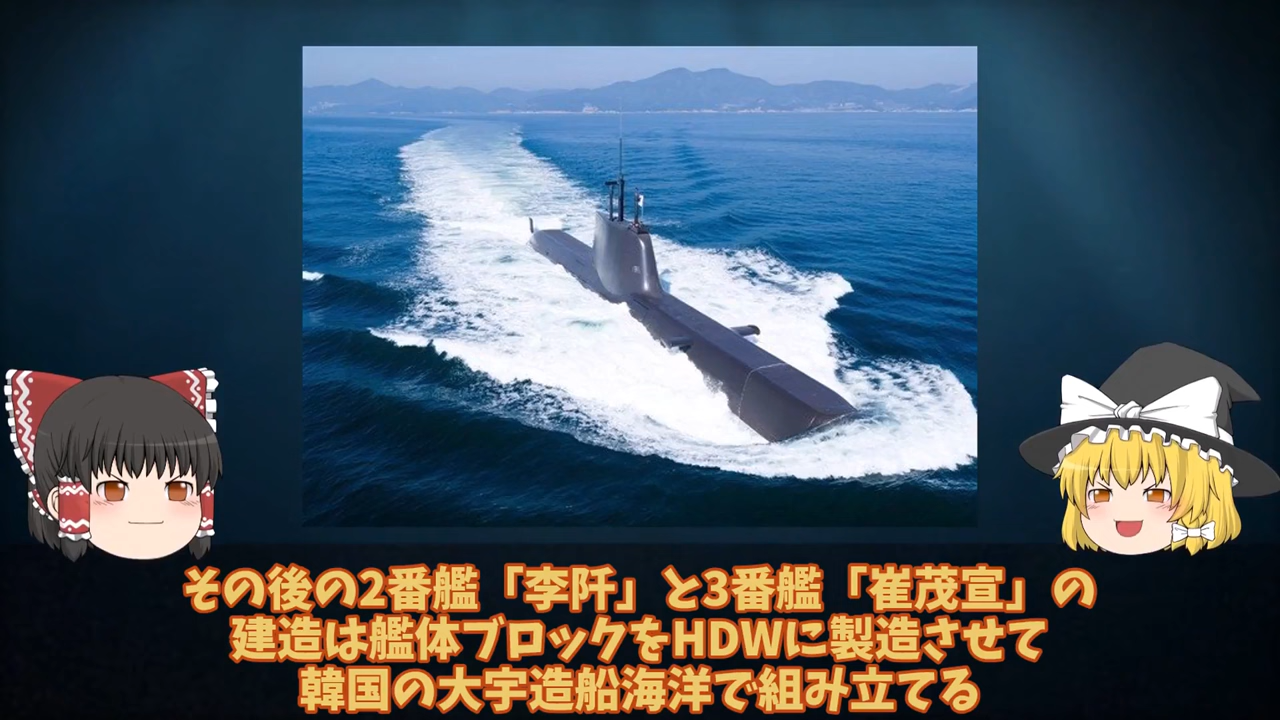 その後の2番艦「李阡」と3番艦「崔茂宣」の
建造は艦体ブロックをHDWに製造させて
韓国の大宇造船海洋で組み立てる